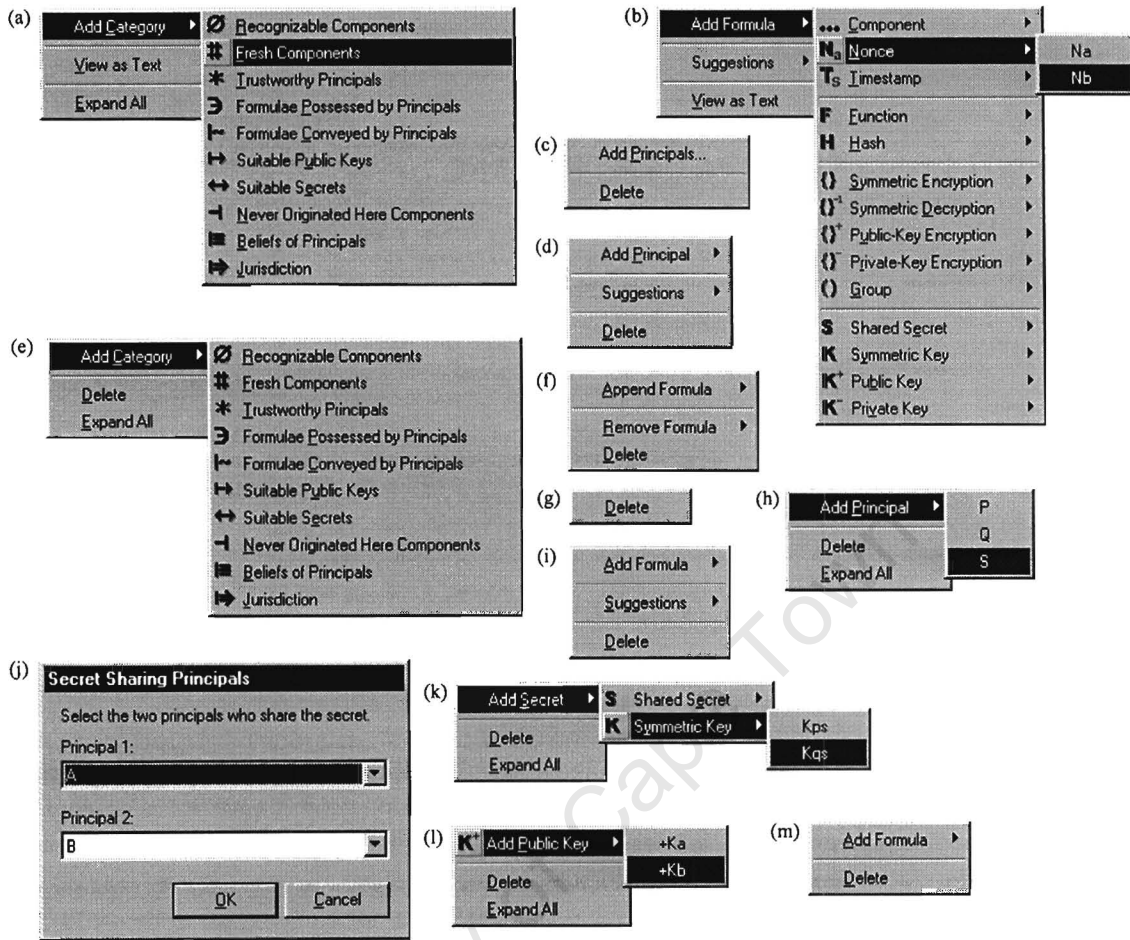 (a)
Add Category
View as Text
Expand All
Ø Recognizable Components
# Fresh Components
* Trustworthy Principals
∋ Formulae Possessed by Principals
|~ Formulae Conveyed by Principals
↦ Suitable Public Keys
↔ Suitable Secrets
⊣ Never Originated Here Components
|≡ Beliefs of Principals
|⇒ Jurisdiction
(b)
Add Formula
Suggestions
View as Text
... Component
Na Nonce
Ts Timestamp
F Function
H Hash
{} Symmetric Encryption
{}-1 Symmetric Decryption
{}+ Public-Key Encryption
{}- Private-Key Encryption
() Group
S Shared Secret
K Symmetric Key
K+ Public Key
K- Private Key
Na
Nb
(c)
Add Principals...
Delete
(d)
Add Principal
Suggestions
Delete
(e)
Add Category
Delete
Expand All
Ø Recognizable Components
# Fresh Components
* Trustworthy Principals
∋ Formulae Possessed by Principals
|~ Formulae Conveyed by Principals
↦ Suitable Public Keys
↔ Suitable Secrets
⊣ Never Originated Here Components
|≡ Beliefs of Principals
|⇒ Jurisdiction
(f)
Append Formula
Remove Formula
Delete
(g)
Delete
(h)
Add Principal
Delete
Expand All
P
Q
S
(i)
Add Formula
Suggestions
Delete
(j)
Secret Sharing Principals
Select the two principals who share the secret.
Principal 1:
A
Principal 2:
B
OK Cancel
(k)
Add Secret
Delete
Expand All
S Shared Secret
K Symmetric Key
Kps
Kqs
(l)
K+ Add Public Key
Delete
Expand All
+Ka
+Kb
(m)
Add Formula
Delete
Cape Town